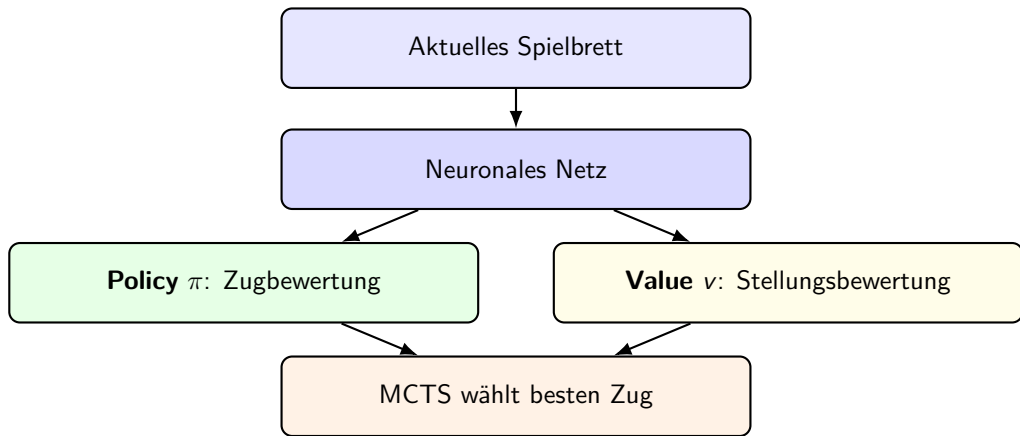 Aktuelles Spielbrett
Neuronales Netz
Policy π: Zugbewertung
Value v: Stellungsbewertung
MCTS wählt besten Zug